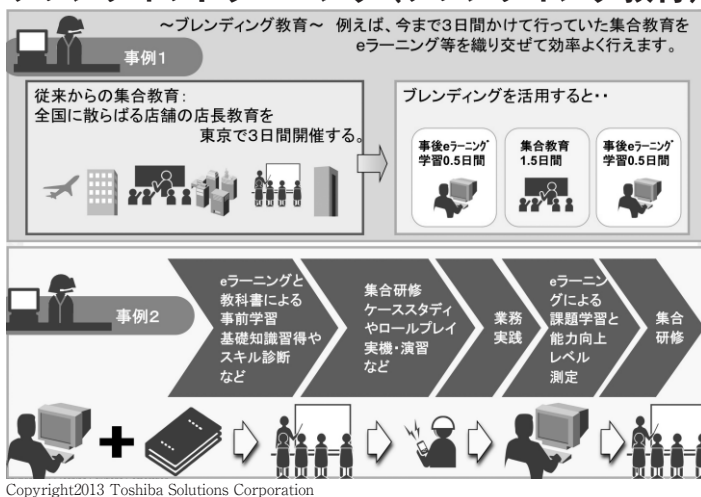 ～ブレンディング教育～ 例えば、今まで3日間かけて行っていた集合教育を
eラーニング等を織り交ぜて効率よく行えます。
事例1
従来からの集合教育：
全国に散らばる店舗の店長教育を
東京で3日間開催する。
ブレンディングを活用すると・・
事後eラーニング
学習0.5日間
集合教育
1.5日間
事後eラーニング
学習0.5日間
事例2
eラーニングと
教科書による
事前学習
基礎知識習得や
スキル診断
など
集合研修
ケーススタディ
やロールプレイ
実機・演習
など
業務
実践
eラーニン
グによる
課題学習と
能力向上
レベル
測定
集合
研修
Copyright2013 Toshiba Solutions Corporation